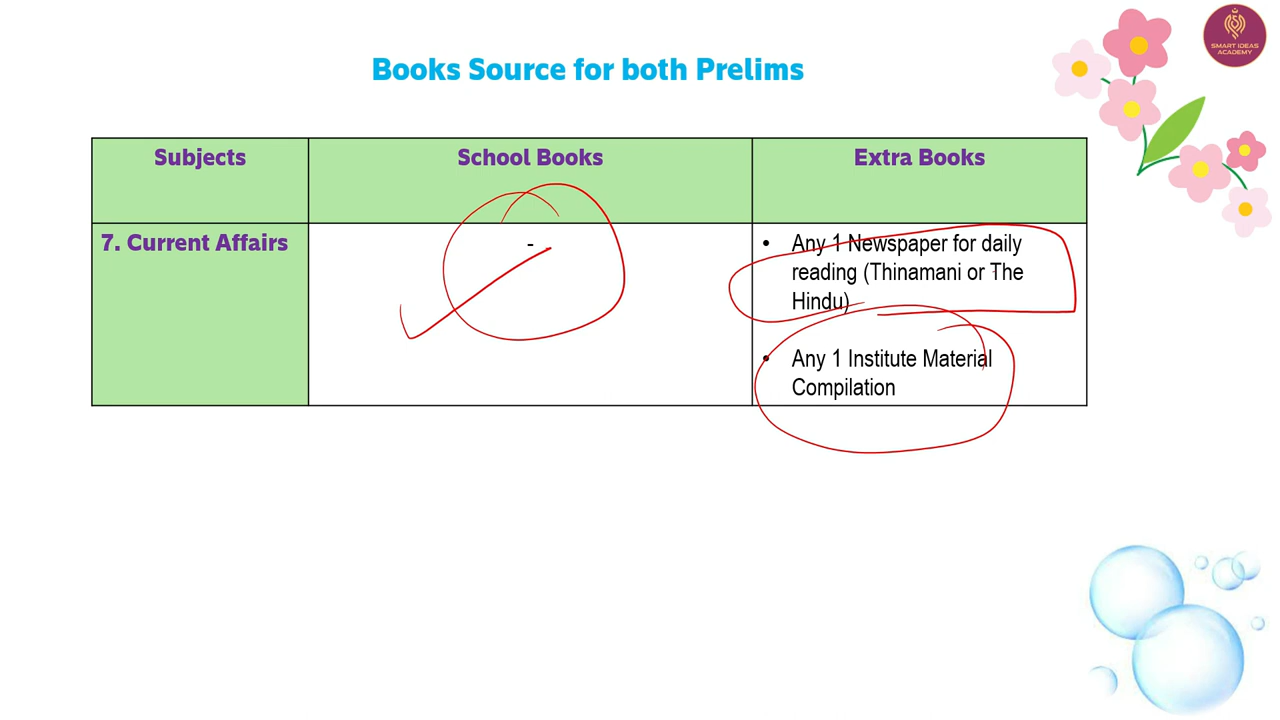 SMART IDEAS
ACADEMY
Books Source for both Prelims
Subjects
School Books
Extra Books
7. Current Affairs
-
• Any 1 Newspaper for daily
reading (Thinamani or The
Hindu)
• Any 1 Institute Material
Compilation